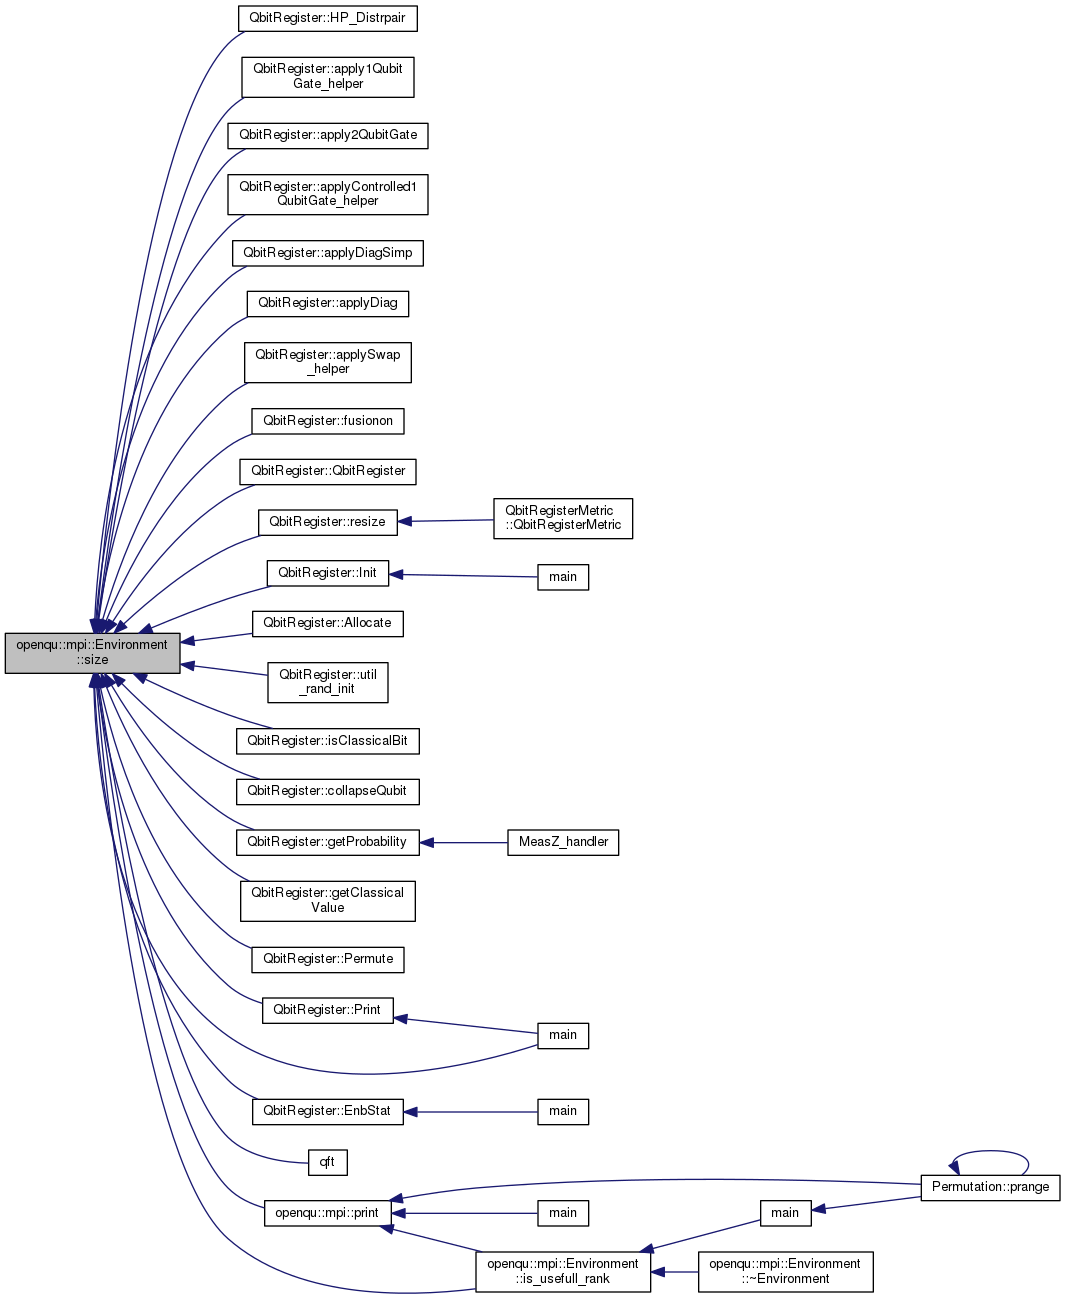 QbitRegister::HP_Distrpair
QbitRegister::apply1Qubit
Gate_helper
QbitRegister::apply2QubitGate
QbitRegister::applyControlled1
QubitGate_helper
QbitRegister::applyDiagSimp
QbitRegister::applyDiag
QbitRegister::applySwap
_helper
QbitRegister::fusionon
QbitRegister::QbitRegister
QbitRegister::resize
QbitRegisterMetric
::QbitRegisterMetric
QbitRegister::Init
main
QbitRegister::Allocate
openqu::mpi::Environment
::size
QbitRegister::util
_rand_init
QbitRegister::isClassicalBit
QbitRegister::collapseQubit
QbitRegister::getProbability
MeasZ_handler
QbitRegister::getClassical
Value
QbitRegister::Permute
QbitRegister::Print
main
QbitRegister::EnbStat
main
qft
Permutation::prange
openqu::mpi::print
main
main
openqu::mpi::Environment
::is_usefull_rank
openqu::mpi::Environment
::~Environment